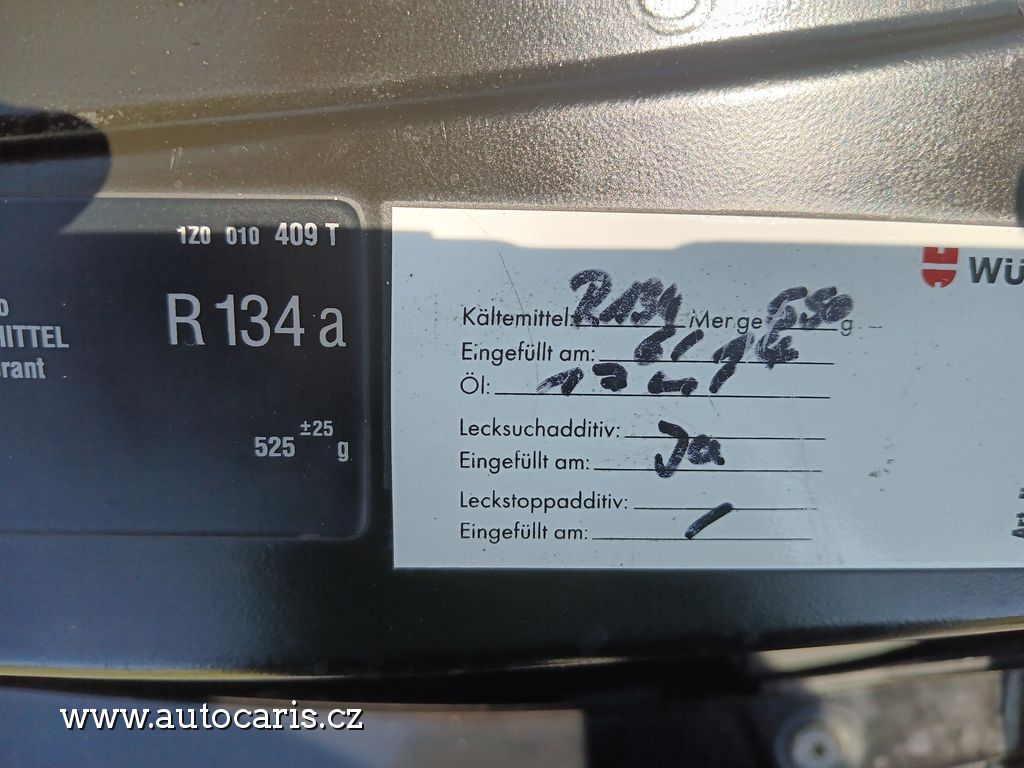 1Z0 010 409 T
R 134 a
MITTEL
rant
525 ±25 g
WÜ
Kältemittel: R134 Menge 550 g
Eingefüllt am:
Öl:
Lecksuchadditiv: Ja
Eingefüllt am:
Leckstoppadditiv: /
Eingefüllt am:
www.autocaris.cz